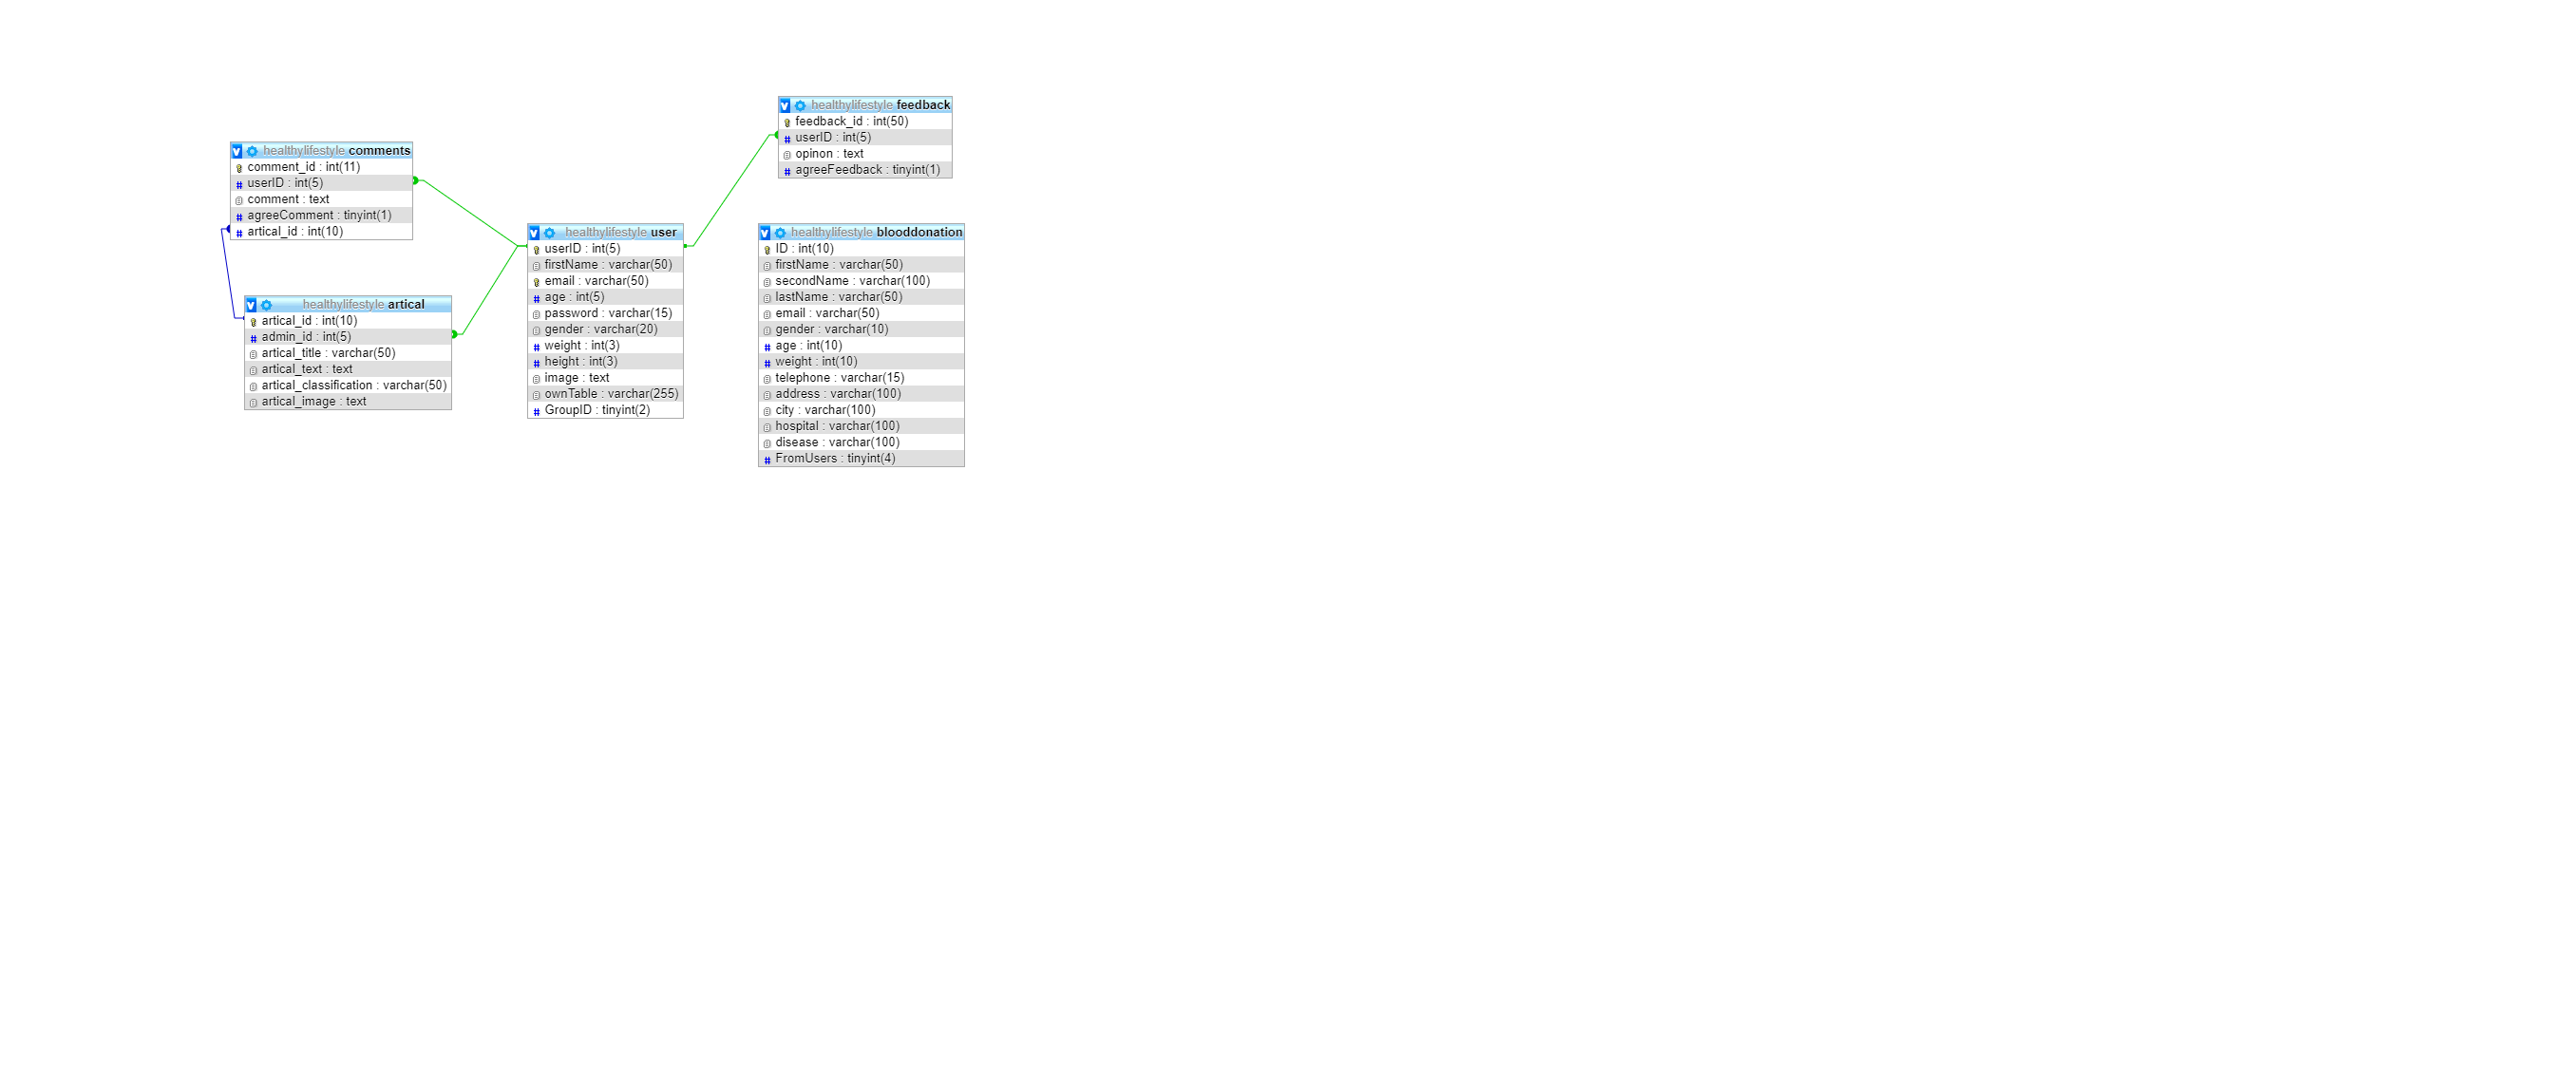 healthylifestyle comments
comment_id : int(11)
userID : int(5)
comment : text
agreeComment : tinyint(1)
artical_id : int(10)
healthylifestyle artical
artical_id : int(10)
admin_id : int(5)
artical_title : varchar(50)
artical_text : text
artical_classification : varchar(50)
artical_image : text
healthylifestyle user
userID : int(5)
firstName : varchar(50)
email : varchar(50)
age : int(5)
password : varchar(15)
gender : varchar(20)
weight : int(3)
height : int(3)
image : text
ownTable : varchar(255)
GroupID : tinyint(2)
healthylifestyle feedback
feedback_id : int(50)
userID : int(5)
opinon : text
agreeFeedback : tinyint(1)
healthylifestyle blooddonation
ID : int(10)
firstName : varchar(50)
secondName : varchar(100)
lastName : varchar(50)
email : varchar(50)
gender : varchar(10)
age : int(10)
weight : int(10)
telephone : varchar(15)
address : varchar(100)
city : varchar(100)
hospital : varchar(100)
disease : varchar(100)
FromUsers : tinyint(4)